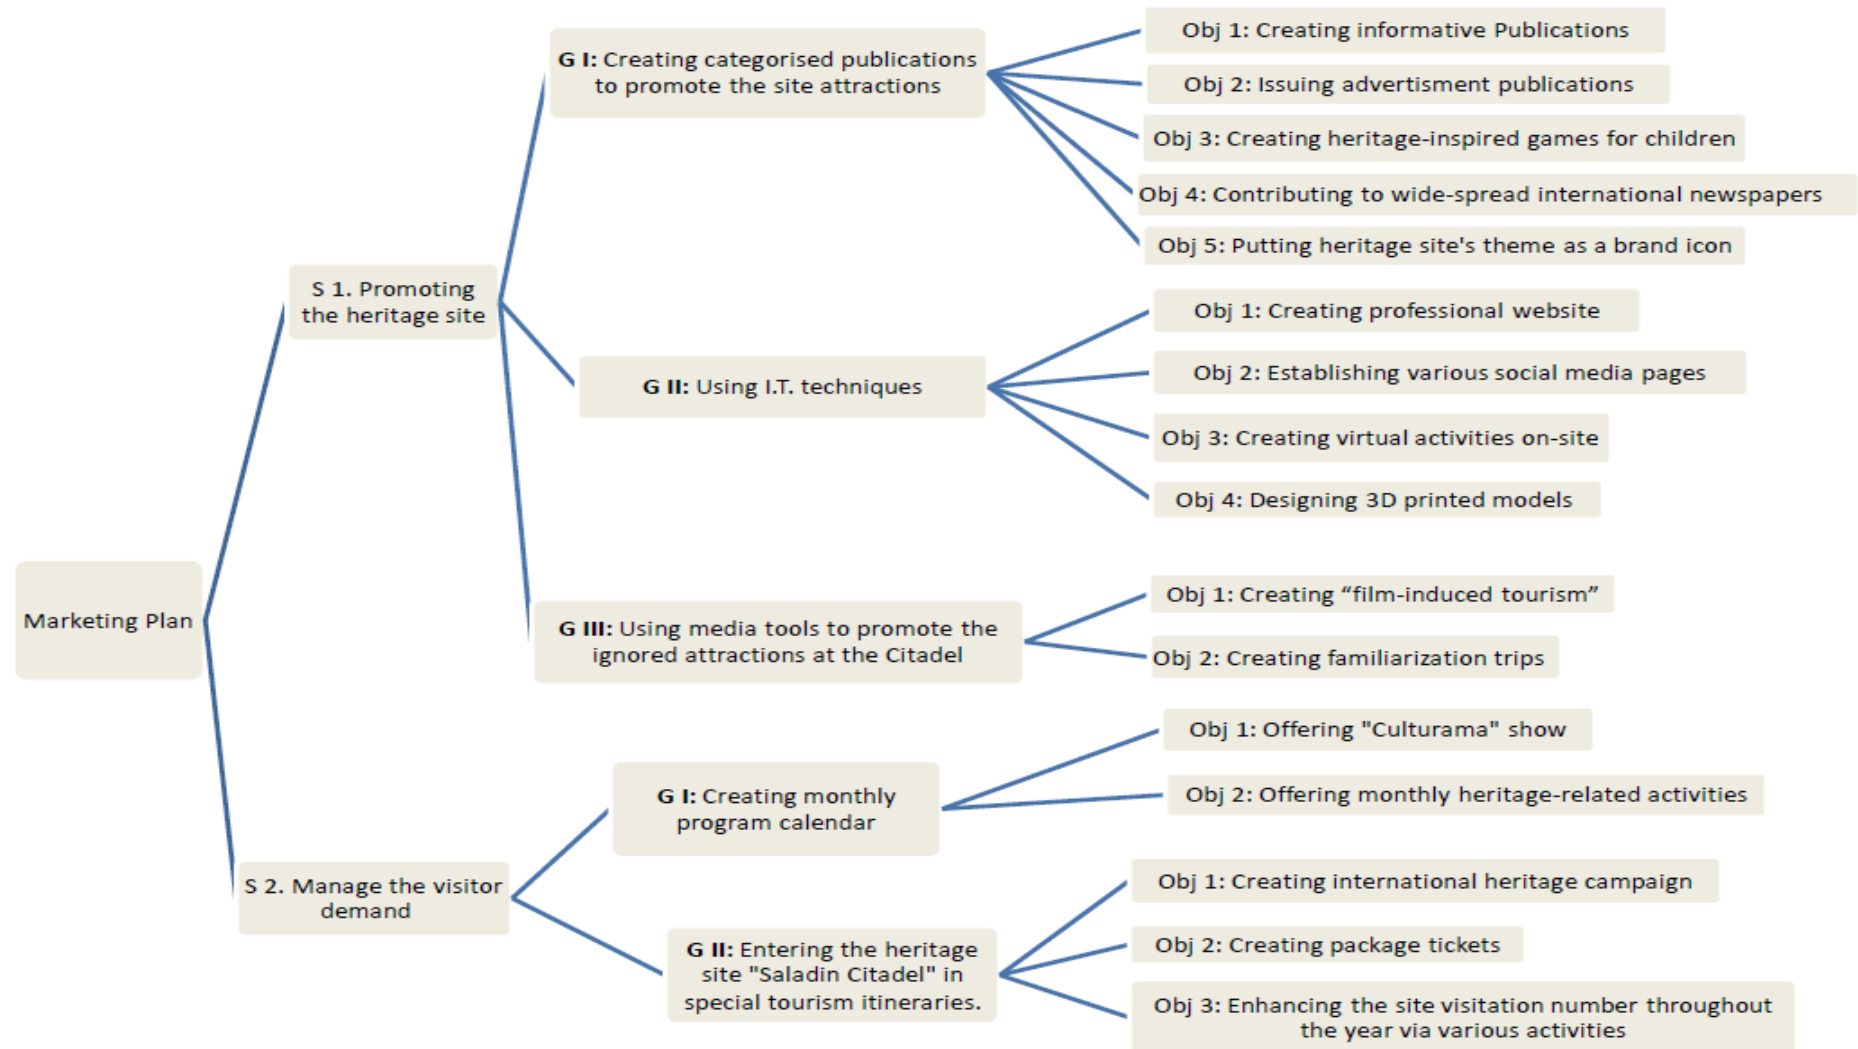 Marketing Plan
S 1. Promoting
the heritage site
G I: Creating categorised publications
to promote the site attractions
Obj 1: Creating informative Publications
Obj 2: Issuing advertisment publications
Obj 3: Creating heritage-inspired games for children
Obj 4: Contributing to wide-spread international newspapers
Obj 5: Putting heritage site's theme as a brand icon
G II: Using I.T. techniques
Obj 1: Creating professional website
Obj 2: Establishing various social media pages
Obj 3: Creating virtual activities on-site
Obj 4: Designing 3D printed models
G III: Using media tools to promote the
ignored attractions at the Citadel
Obj 1: Creating “film-induced tourism”
Obj 2: Creating familiarization trips
S 2. Manage the visitor
demand
G I: Creating monthly
program calendar
Obj 1: Offering "Culturama" show
Obj 2: Offering monthly heritage-related activities
G II: Entering the heritage
site "Saladin Citadel" in
special tourism itineraries.
Obj 1: Creating international heritage campaign
Obj 2: Creating package tickets
Obj 3: Enhancing the site visitation number throughout
the year via various activities